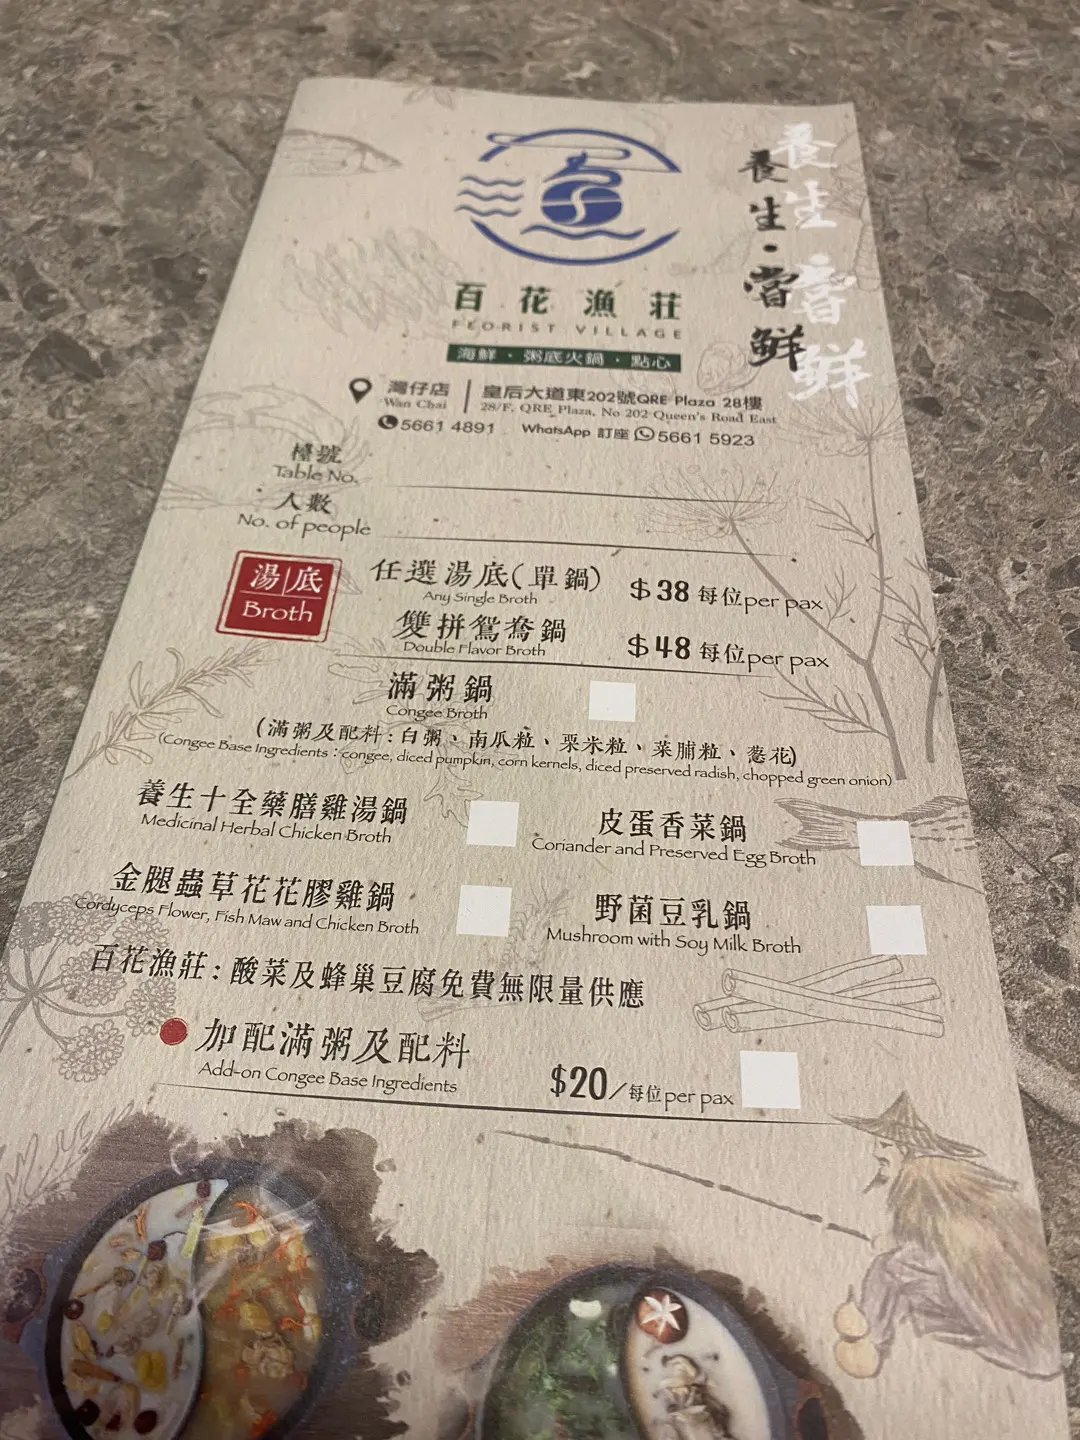 養生·嘗鮮
養生嘗鮮
百花漁莊
FLORIST VILLAGE
海鮮·粥底火鍋·點心
灣仔店 皇后大道東202號QRE Plaza 28樓
Wan Chai 28/F, QRE Plaza, No 202 Queen's Road East
5661 4891 WhatsApp 訂座 5661 5923
檯號
Table No.
人數
No. of people
湯底
Broth
任選湯底(單鍋) $38 每位per pax
Any Single Broth
雙拼鴛鴦鍋 $48 每位per pax
Double Flavor Broth
滿粥鍋
Congee Broth
(滿粥及配料:白粥、南瓜粒、粟米粒、菜脯粒、蔥花)
(Congee Base Ingredients : congee, diced pumpkin, corn kernels, diced preserved radish, chopped green onion)
養生十全藥膳雞湯鍋 皮蛋香菜鍋
Medicinal Herbal Chicken Broth Coriander and Preserved Egg Broth
金腿蟲草花花膠雞鍋 野菌豆乳鍋
Cordyceps Flower, Fish Maw and Chicken Broth Mushroom with Soy Milk Broth
百花漁莊:酸菜及蜂巢豆腐免費無限量供應
加配滿粥及配料 $20/每位per pax
Add-on Congee Base Ingredients